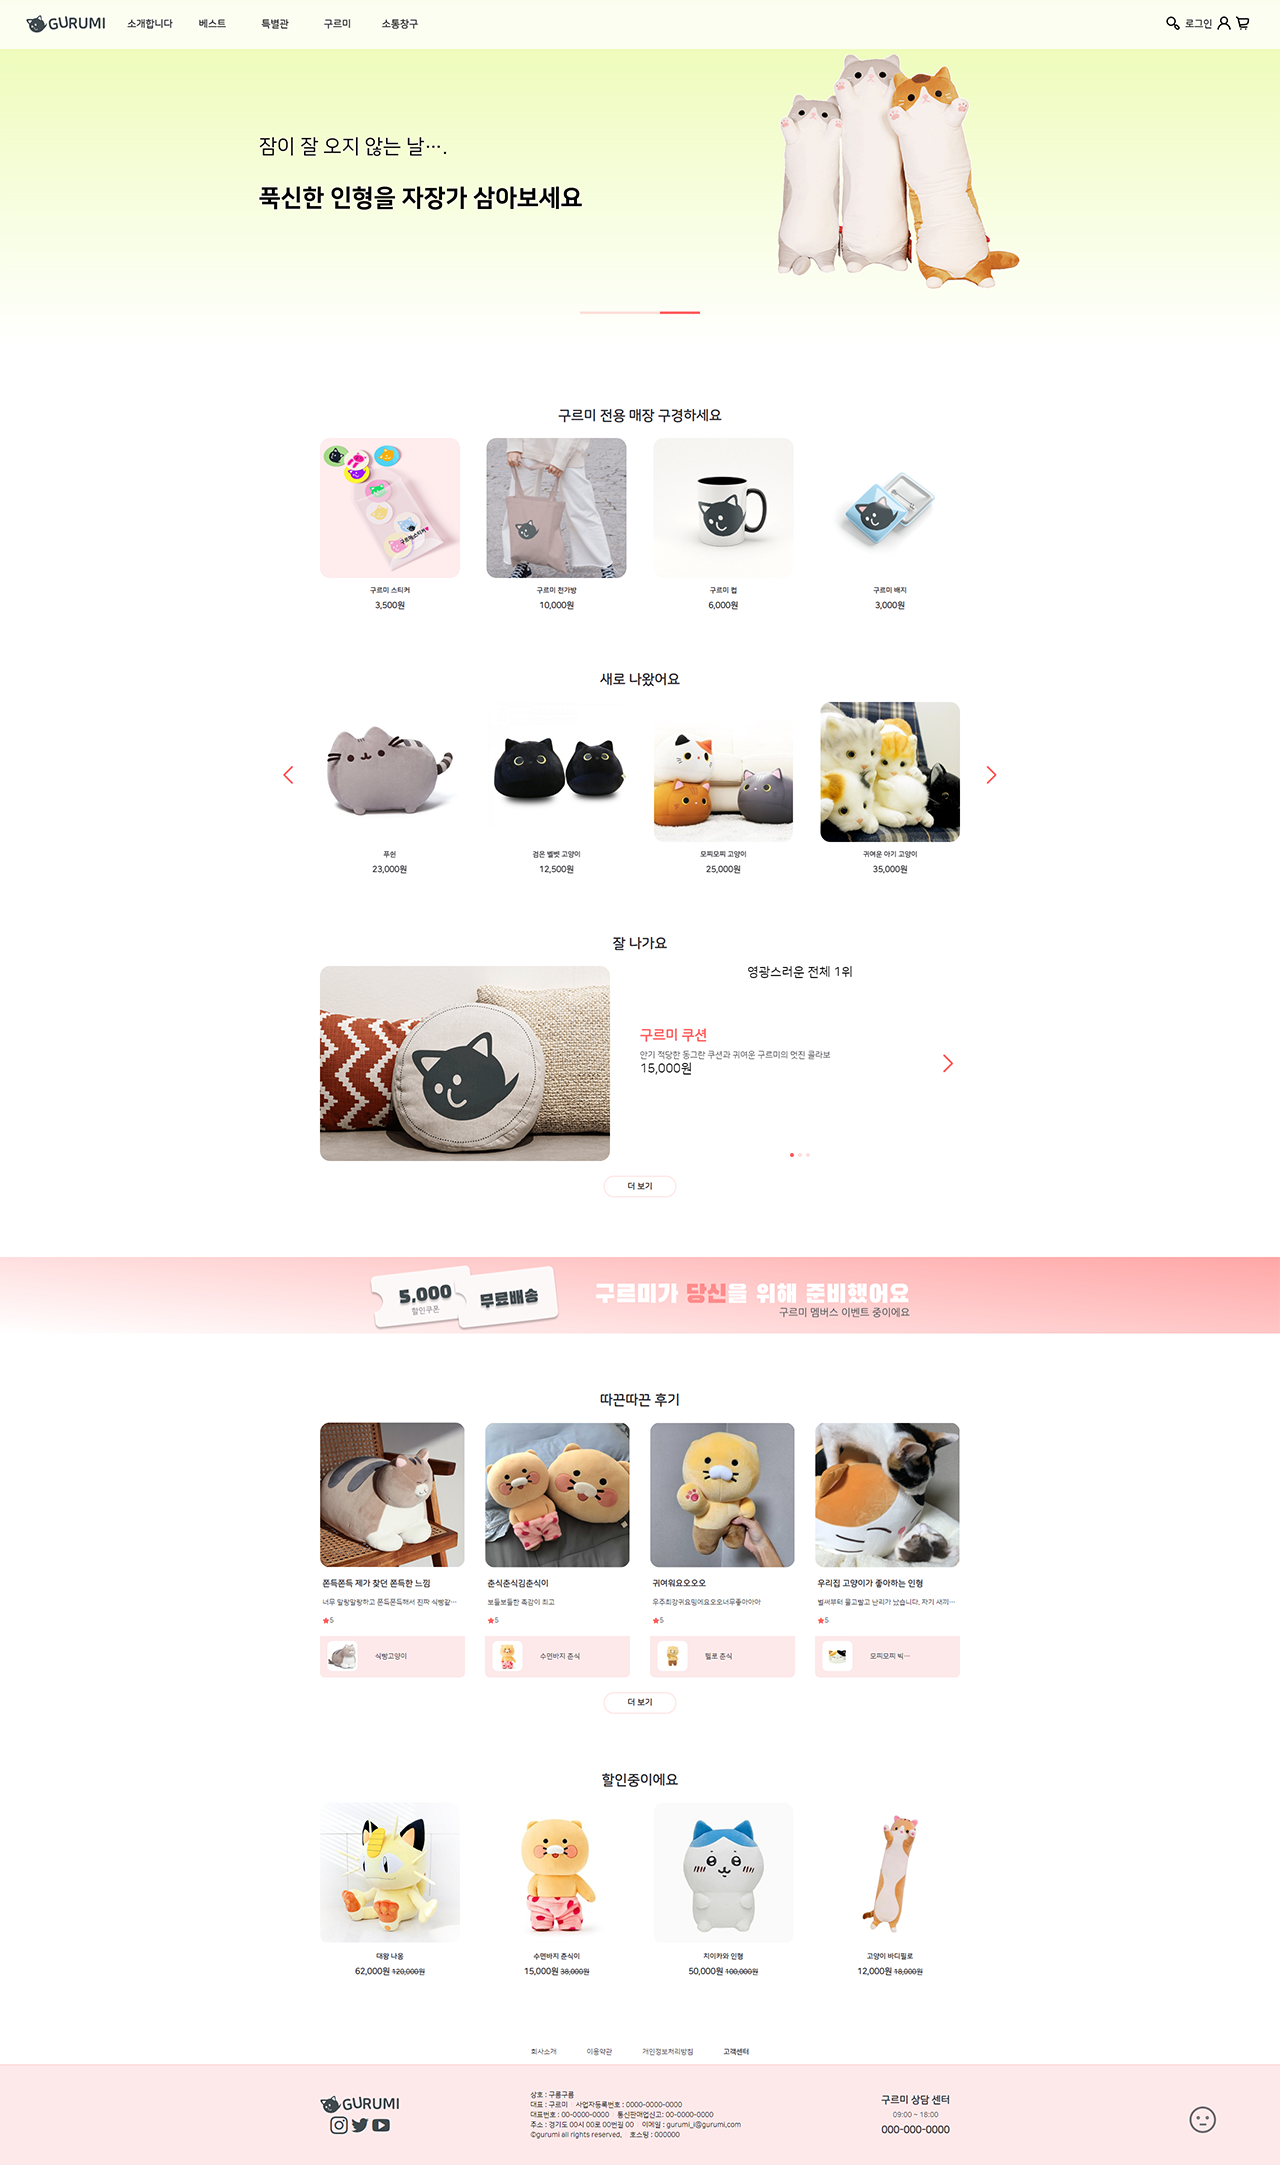 GURUMI 소개합니다 베스트 특별관 구르미 소통창구 로그인
잠이 잘 오지 않는 날….
푹신한 인형을 자장가 삼아보세요
구르미 전용 매장 구경하세요
구르미 스티커
구르미 스티커 구르미 천가방 구르미 컵 구르미 배지
3,500원 10,000원 6,000원 3,000원
새로 나왔어요
푸쉰 검은 벨벳 고양이 모찌모찌 고양이 귀여운 아기 고양이
23,000원 12,500원 25,000원 35,000원
잘 나가요
영광스러운 전체 1위
구르미 쿠션
안기 적당한 동그란 쿠션과 귀여운 구르미의 멋진 콜라보
15,000원
더 보기
5,000
할인쿠폰
무료배송
구르미가 당신을 위해 준비했어요
구르미 멤버스 이벤트 중이에요
따끈따끈 후기
쫀득쫀득 제가 찾던 쫀득한 느낌 춘식춘식김춘식이 귀여워요오오오 우리집 고양이가 좋아하는 인형
너무 말랑말랑하고 쫀득쫀득해서 진짜 식빵같… 보들보들한 촉감이 최고 우주최강귀요밍에요오오너무좋아아아 벌써부터 물고빨고 난리가 났습니다. 자기 새끼…
5 5 5 5
식빵고양이 수면바지 춘식 헬로 춘식 모찌모찌 빅…
더 보기
할인중이에요
대왕 나옹 수면바지 춘식이 치이카와 인형 고양이 바디필로
62,000원 120,000원 15,000원 38,000원 50,000원 100,000원 12,000원 18,000원
회사소개 이용약관 개인정보처리방침 고객센터
GURUMI
상호 : 구름구름
대표 : 구르미 사업자등록번호 : 0000-0000-0000
대표번호 : 00-0000-0000 통신판매업신고: 00-0000-0000
주소 : 경기도 00시 00로 00번길 00 이메일 : gurumi_i@gurumi.com
©gurumi all rights reserved. 호스팅 : 000000
구르미 상담 센터
09:00 ~ 18:00
000-000-0000